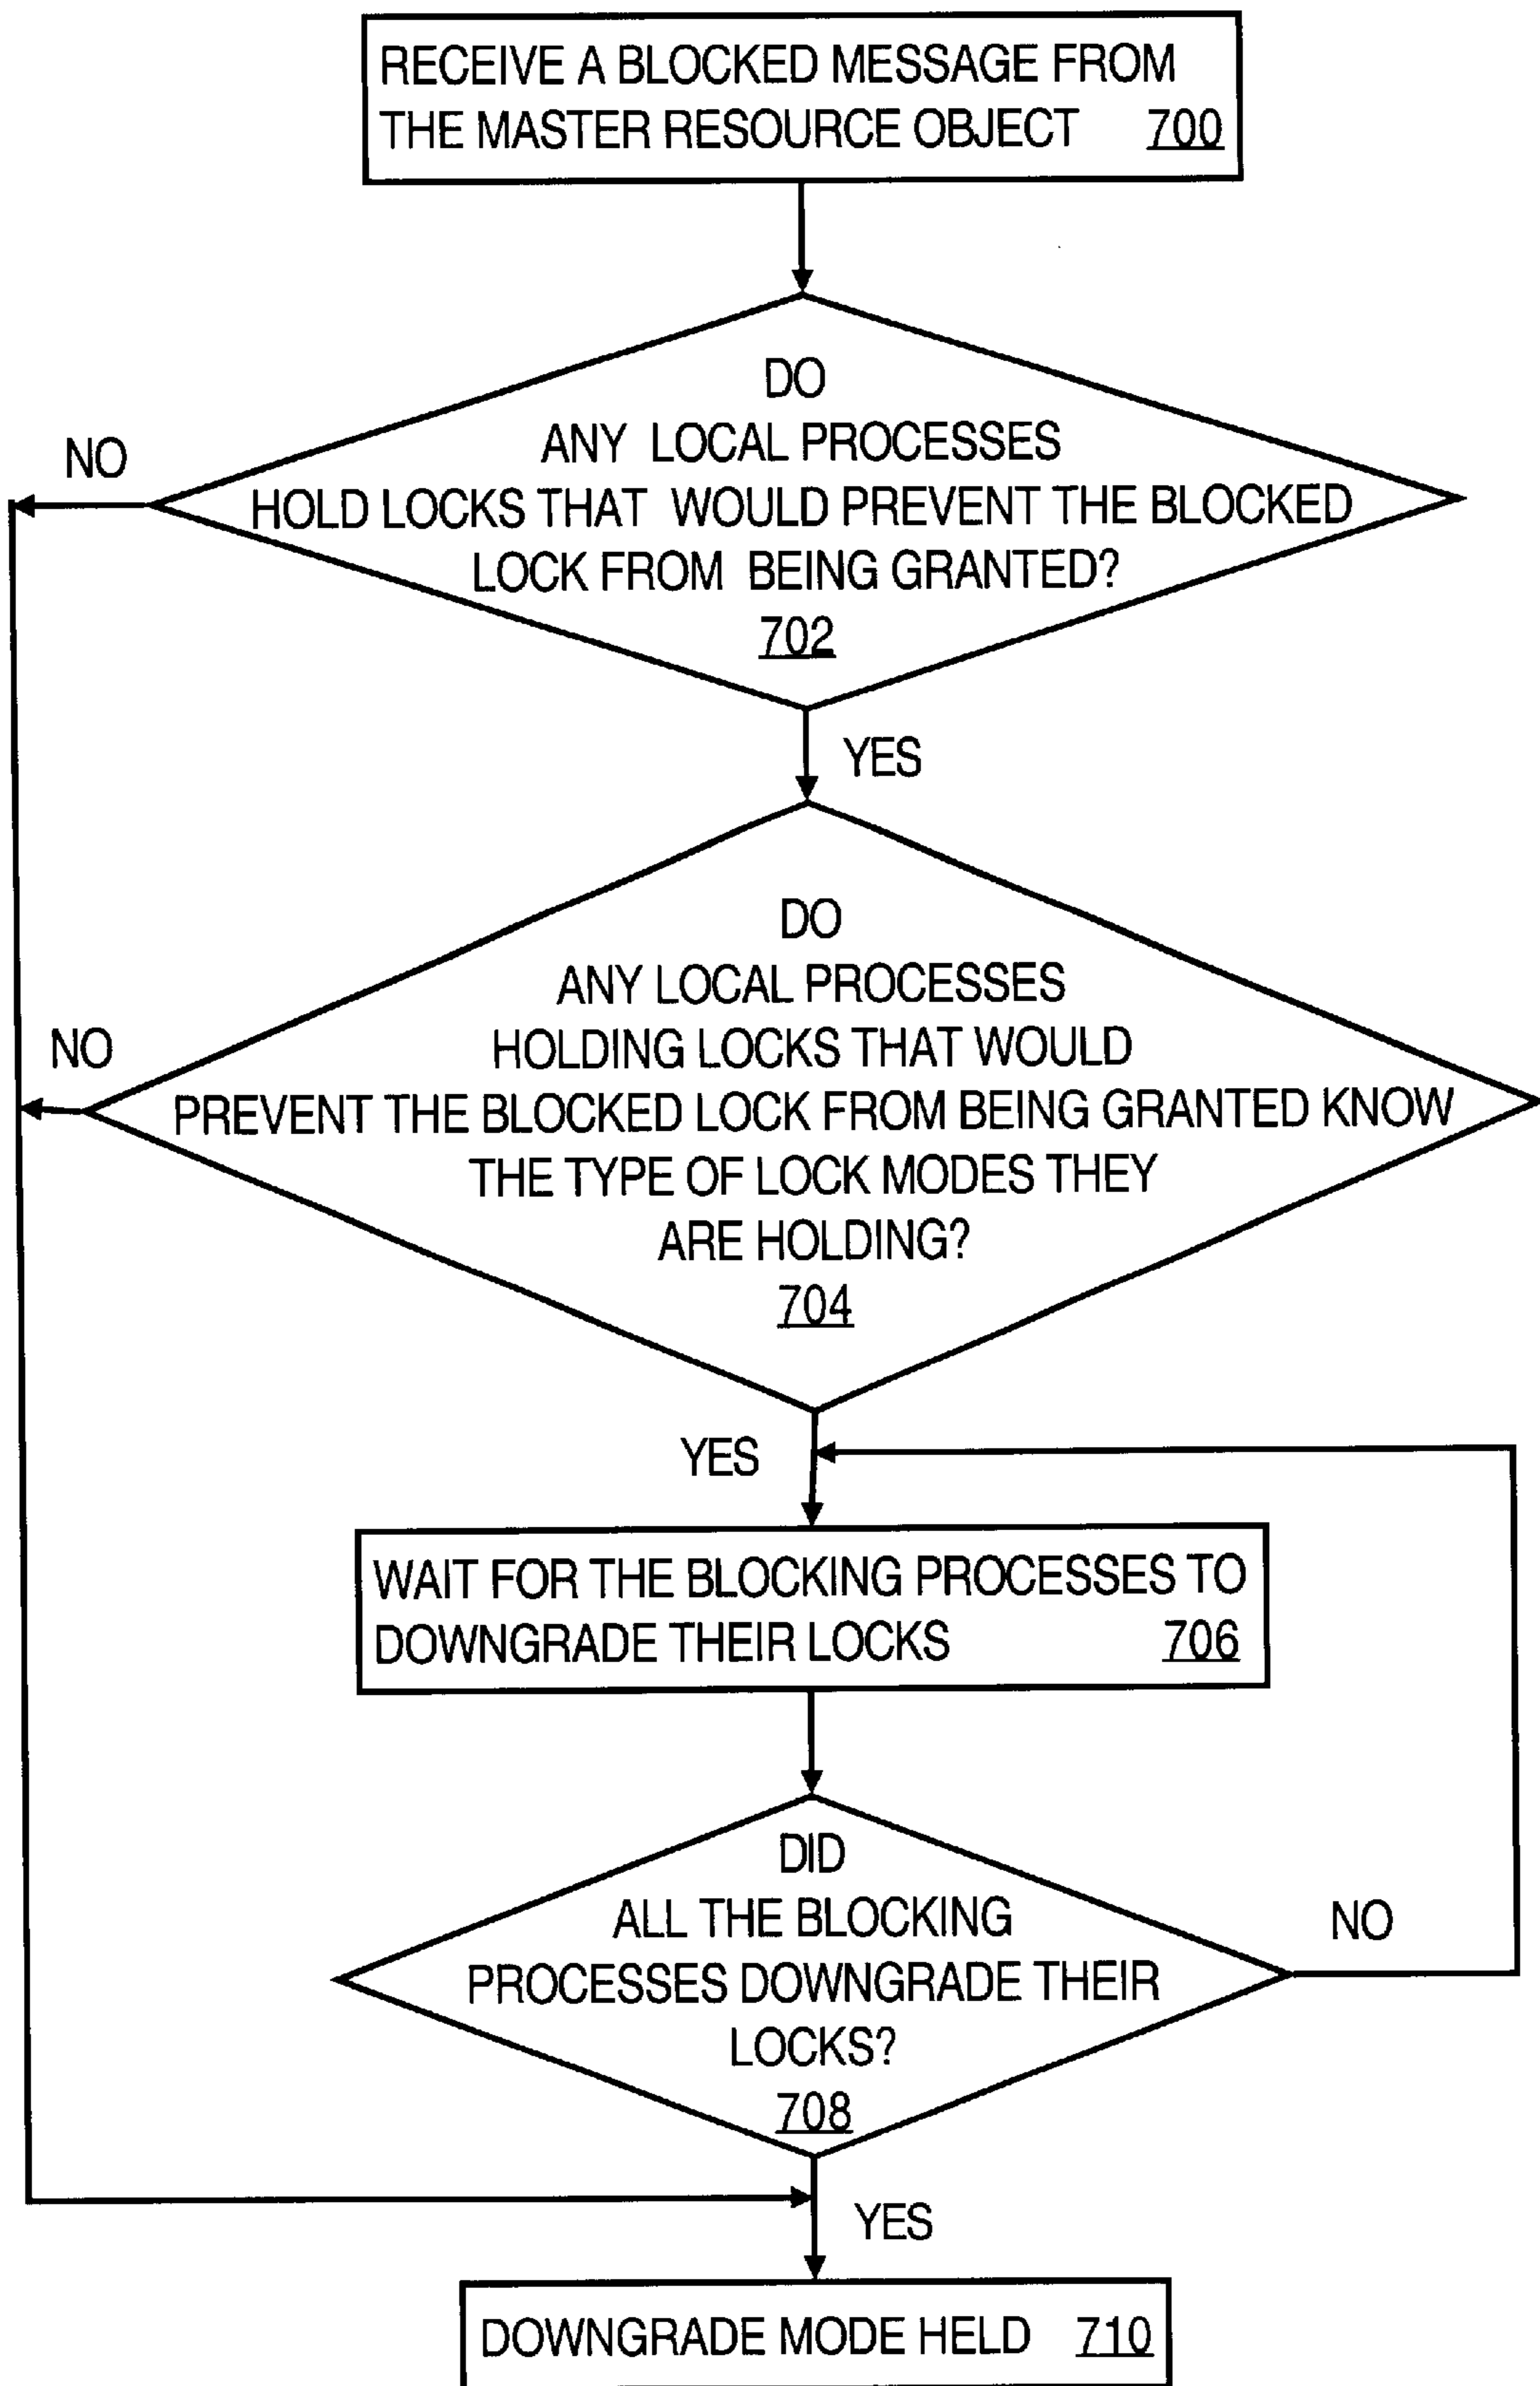 RECEIVE A BLOCKED MESSAGE FROM
THE MASTER RESOURCE OBJECT 700
DO
ANY LOCAL PROCESSES
HOLD LOCKS THAT WOULD PREVENT THE BLOCKED
LOCK FROM BEING GRANTED?
702
NO
YES
DO
ANY LOCAL PROCESSES
HOLDING LOCKS THAT WOULD
PREVENT THE BLOCKED LOCK FROM BEING GRANTED KNOW
THE TYPE OF LOCK MODES THEY
ARE HOLDING?
704
NO
YES
WAIT FOR THE BLOCKING PROCESSES TO
DOWNGRADE THEIR LOCKS 706
DID
ALL THE BLOCKING
PROCESSES DOWNGRADE THEIR
LOCKS?
708
NO
YES
DOWNGRADE MODE HELD 710